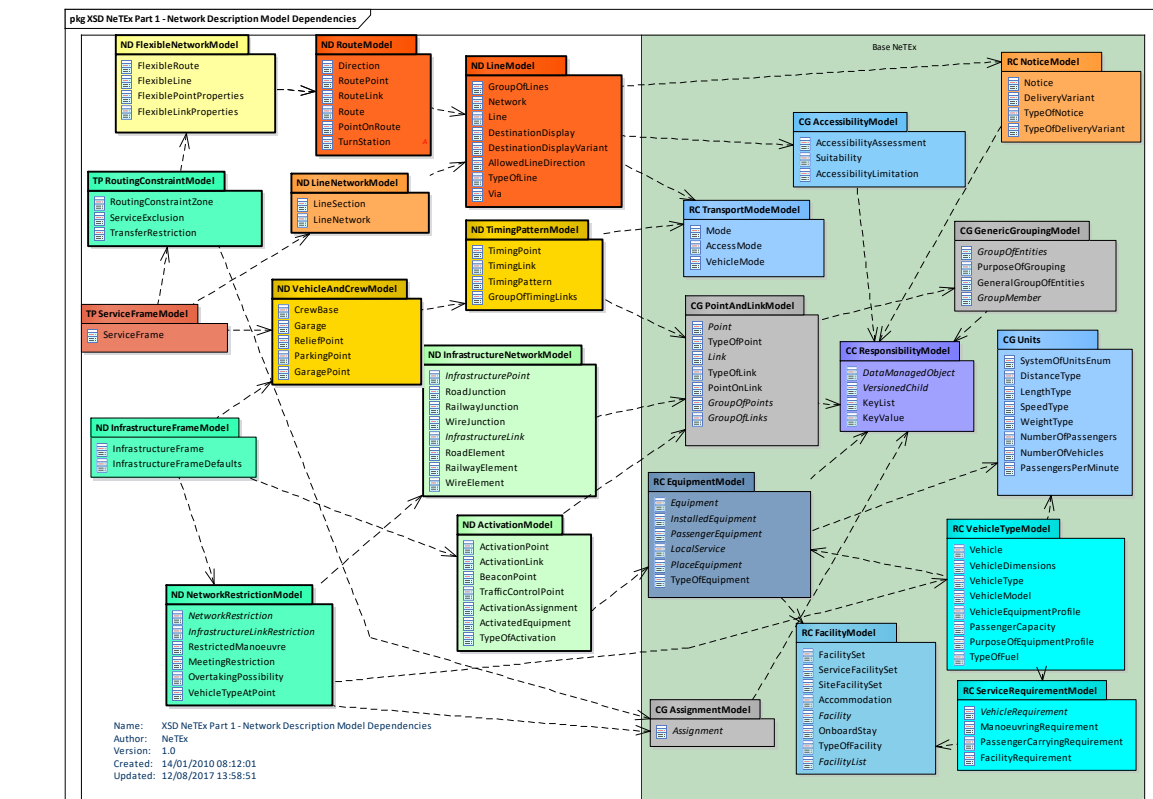 pkg XSD NeTEx Part 1 - Network Description Model Dependencies
Base NeTEx
ND FlexibleNetworkModel
FlexibleRoute
FlexibleLine
FlexiblePointProperties
FlexibleLinkProperties
ND RouteModel
Direction
RoutePoint
RouteLink
Route
PointOnRoute
TurnStation
ND LineModel
GroupOfLines
Network
Line
DestinationDisplay
DestinationDisplayVariant
AllowedLineDirection
TypeOfLine
Via
RC NoticeModel
Notice
DeliveryVariant
TypeOfNotice
TypeOfDeliveryVariant
CG AccessibilityModel
AccessibilityAssessment
Suitability
AccessibilityLimitation
TP RoutingConstraintModel
RoutingConstraintZone
ServiceExclusion
TransferRestriction
ND LineNetworkModel
LineSection
LineNetwork
RC TransportModeModel
Mode
AccessMode
VehicleMode
ND TimingPatternModel
TimingPoint
TimingLink
TimingPattern
GroupOfTimingLinks
CG GenericGroupingModel
GroupOfEntities
PurposeOfGrouping
GeneralGroupOfEntities
GroupMember
TP ServiceFrameModel
ServiceFrame
ND VehicleAndCrewModel
CrewBase
Garage
ReliefPoint
ParkingPoint
GaragePoint
CG PointAndLinkModel
Point
TypeOfPoint
Link
TypeOfLink
PointOnLink
GroupOfPoints
GroupOfLinks
CC ResponsibilityModel
DataManagedObject
VersionedChild
KeyList
KeyValue
CG Units
SystemOfUnitsEnum
DistanceType
LengthType
SpeedType
WeightType
NumberOfPassengers
NumberOfVehicles
PassengersPerMinute
ND InfrastructureNetworkModel
InfrastructurePoint
RoadJunction
RailwayJunction
WireJunction
InfrastructureLink
RoadElement
RailwayElement
WireElement
ND InfrastructureFrameModel
InfrastructureFrame
InfrastructureFrameDefaults
RC EquipmentModel
Equipment
InstalledEquipment
PassengerEquipment
LocalService
PlaceEquipment
TypeOfEquipment
ND ActivationModel
ActivationPoint
ActivationLink
BeaconPoint
TrafficControlPoint
ActivationAssignment
ActivatedEquipment
TypeOfActivation
RC VehicleTypeModel
Vehicle
VehicleDimensions
VehicleType
VehicleModel
VehicleEquipmentProfile
PassengerCapacity
PurposeOfEquipmentProfile
TypeOfFuel
ND NetworkRestrictionModel
NetworkRestriction
InfrastructureLinkRestriction
RestrictedManoeuvre
MeetingRestriction
OvertakingPossibility
VehicleTypeAtPoint
RC FacilityModel
FacilitySet
ServiceFacilitySet
SiteFacilitySet
Accommodation
Facility
OnboardStay
TypeOfFacility
FacilityList
RC ServiceRequirementModel
VehicleRequirement
ManoeuvringRequirement
PassengerCarryingRequirement
FacilityRequirement
CG AssignmentModel
Assignment
Name: XSD NeTEx Part 1 - Network Description Model Dependencies
Author: NeTEx
Version: 1.0
Created: 14/01/2010 08:12:01
Updated: 12/08/2017 13:58:51